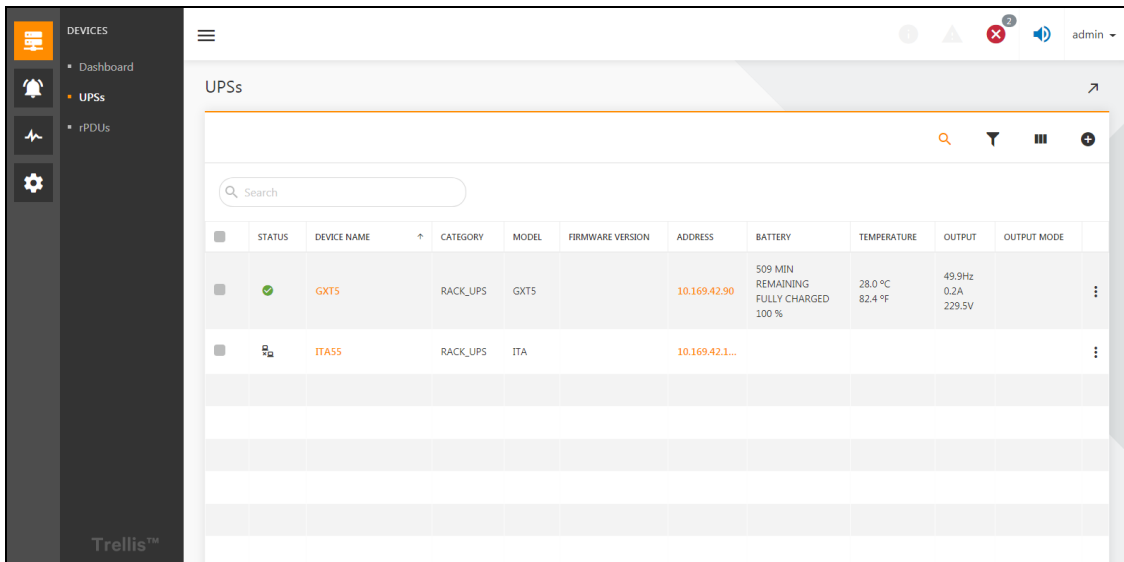 DEVICES
Dashboard
UPSs
rPDUs
Trellis™
2
admin
UPSs
Search
STATUS DEVICE NAME CATEGORY MODEL FIRMWARE VERSION ADDRESS BATTERY TEMPERATURE OUTPUT OUTPUT MODE
GXT5 RACK_UPS GXT5 10.169.42.90
509 MIN
REMAINING
FULLY CHARGED
100 %
28.0 ºC
82.4 ºF
49.9Hz
0.2A
229.5V
ITA55 RACK_UPS ITA 10.169.42.1...